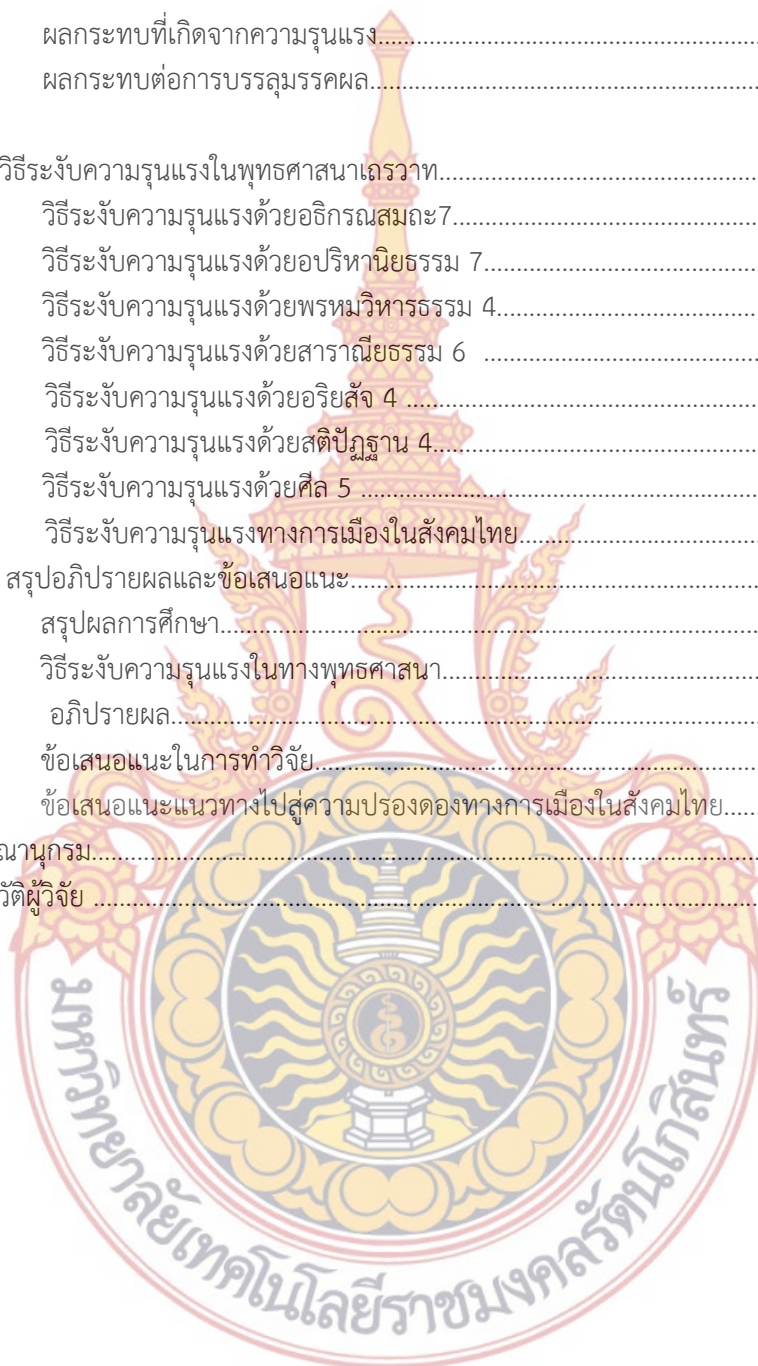 ผลกระทบที่เกิดจากความรุนแรง
ผลกระทบต่อการบรรลุมรรคผล
วิธีระงับความรุนแรงในพุทธศาสนาเถรวาท
วิธีระงับความรุนแรงด้วยอธิกรณสมถะ7
วิธีระงับความรุนแรงด้วยอปริหานิยธรรม 7
วิธีระงับความรุนแรงด้วยพรหมวิหารธรรม 4
วิธีระงับความรุนแรงด้วยสาราณียธรรม 6
วิธีระงับความรุนแรงด้วยอริยสัจ 4
วิธีระงับความรุนแรงด้วยสติปัฏฐาน 4
วิธีระงับความรุนแรงด้วยศีล 5
วิธีระงับความรุนแรงทางการเมืองในสังคมไทย
สรุปอภิปรายผลและข้อเสนอแนะ
สรุปผลการศึกษา
วิธีระงับความรุนแรงในทางพุทธศาสนา
อภิปรายผล
ข้อเสนอแนะในการทำวิจัย
ข้อเสนอแนะแนวทางไปสู่ความปรองดองทางการเมืองในสังคมไทย
ณานุกรม
วัติผู้วิจัย
มหาวิทยาลัยเทคโนโลยีราชมงคลรัตนโกสินทร์